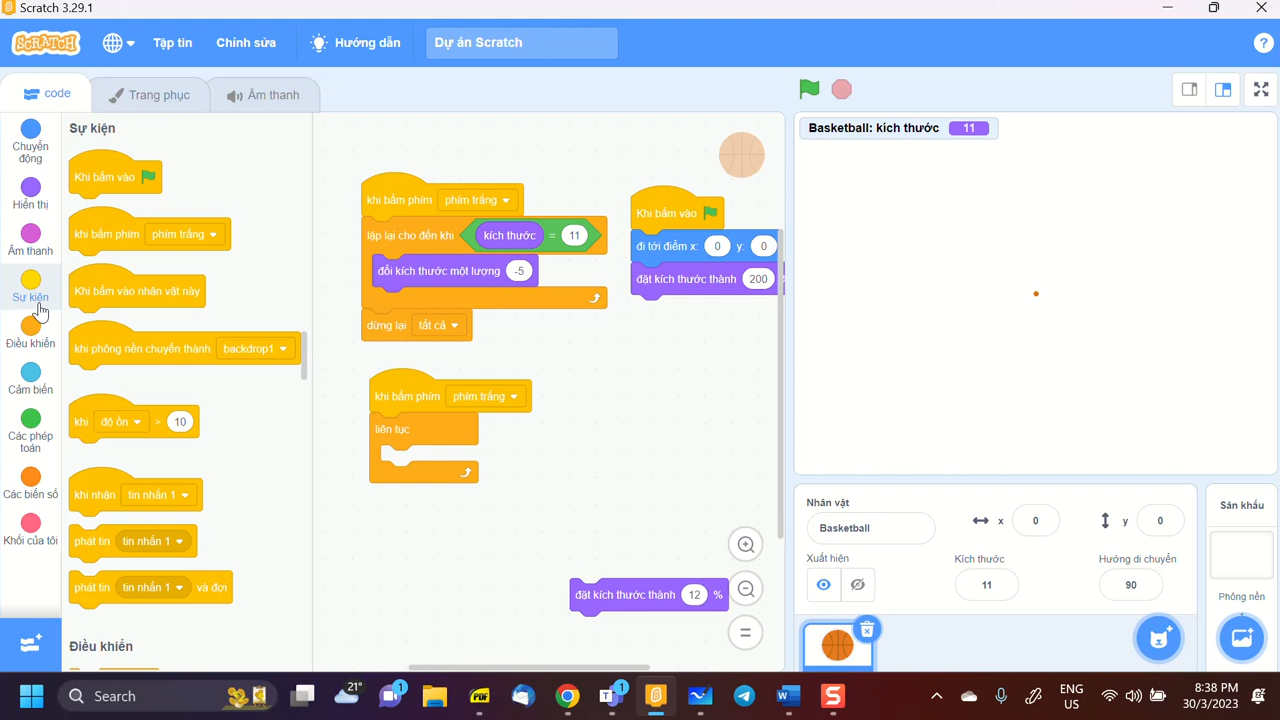 Scratch 3.29.1
SCRATCH
Tập tin
Chỉnh sửa
Hướng dẫn
Dự án Scratch
?
code
Trang phục
Âm thanh
Chuyển động
Hiển thị
Âm thanh
Sự kiện
Điều khiển
Cảm biến
Các phép toán
Các biến số
Khối của tôi
Sự kiện
Khi bấm vào
khi bấm phím phím trắng
Khi bấm vào nhân vật này
khi phông nền chuyển thành backdrop1
khi độ ồn > 10
khi nhận tin nhắn 1
phát tin tin nhắn 1
phát tin tin nhắn 1 và đợi
Điều khiển
khi bấm phím phím trắng
lặp lại cho đến khi kích thước = 11
đổi kích thước một lượng -5
dừng lại tất cả
khi bấm phím phím trắng
liên tục
Khi bấm vào
đi tới điểm x: 0 y: 0
đặt kích thước thành 200
đặt kích thước thành 12 %
Basketball: kích thước 11
Nhân vật
Basketball
x 0
y 0
Xuất hiện
Kích thước
11
Hướng di chuyển
90
Sân khấu
Phông nền
Search
21°
1
PDF
1
ENG
US
8:38 PM
30/3/2023